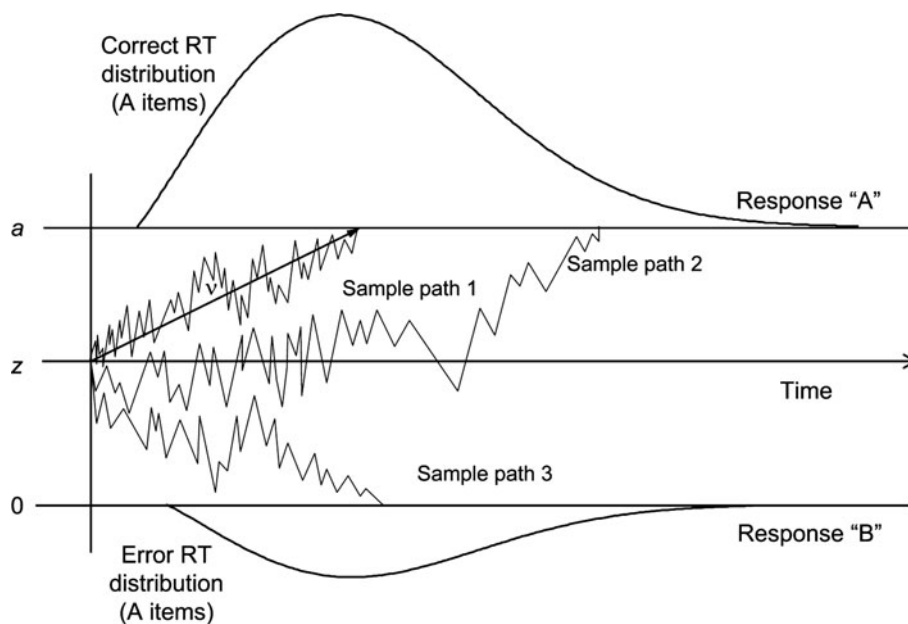 Correct RT
distribution
(A items)
Response “A”
a
Sample path 2
ν
Sample path 1
z
Time
Sample path 3
0
Response “B”
Error RT
distribution
(A items)